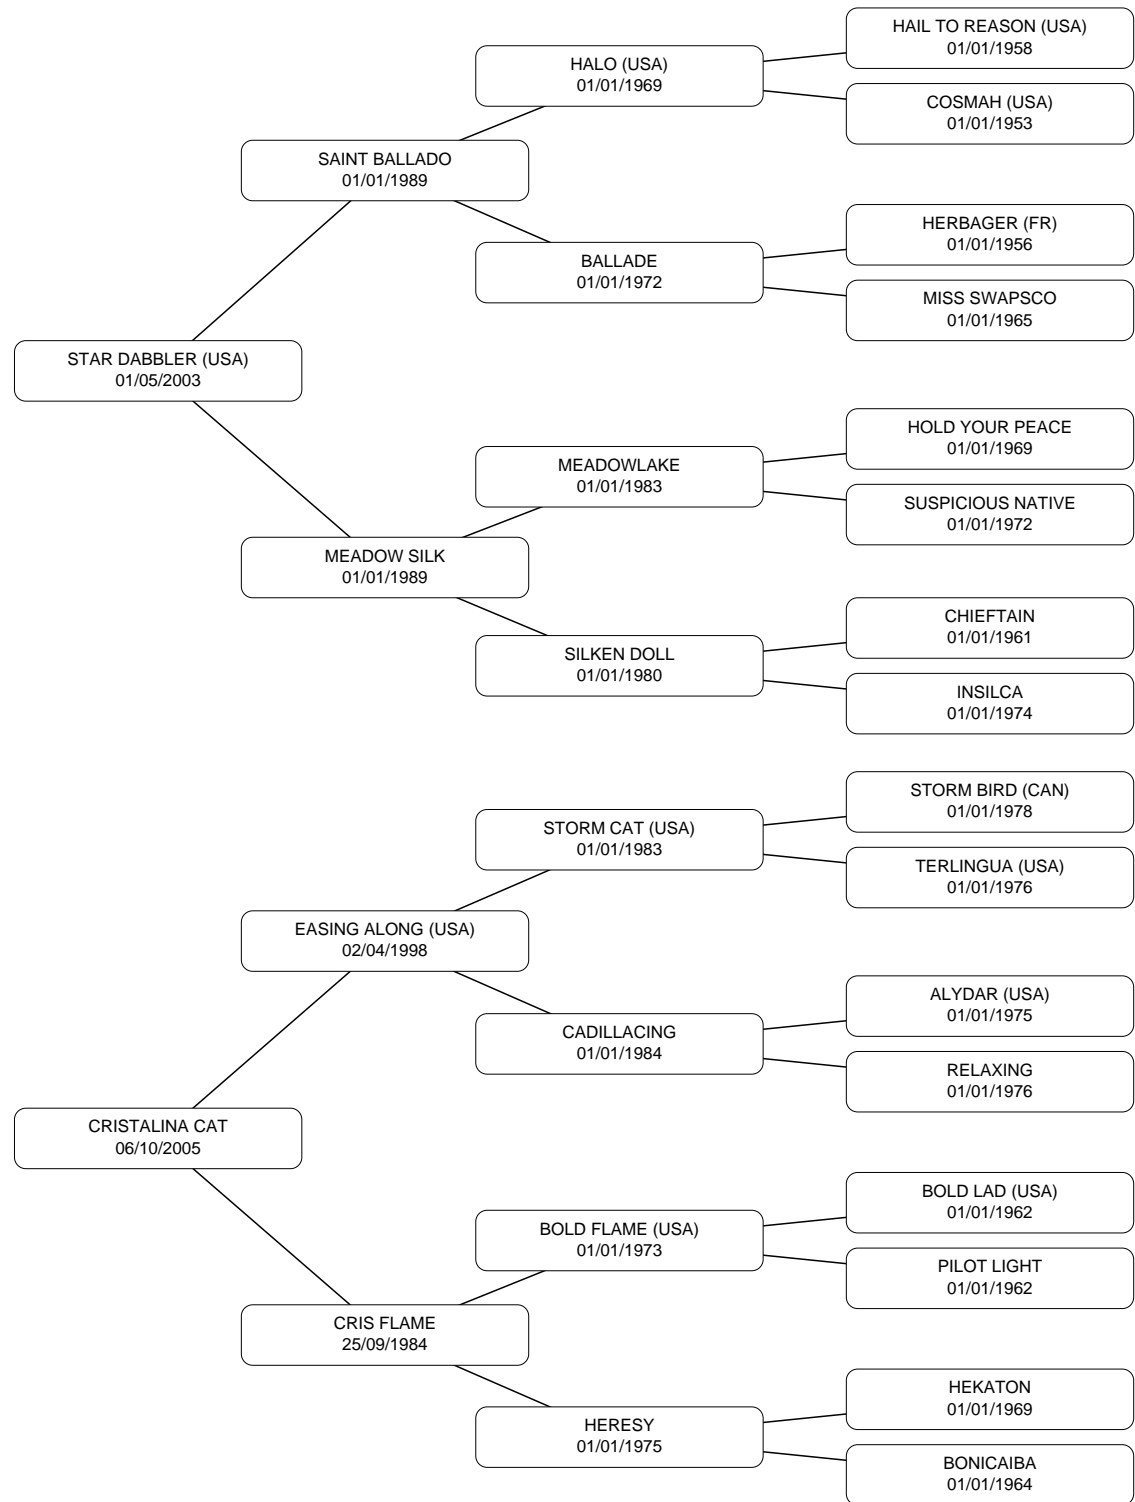 HAIL TO REASON (USA)
01/01/1958
HALO (USA)
01/01/1969
COSMAH (USA)
01/01/1953
SAINT BALLADO
01/01/1989
HERBAGER (FR)
01/01/1956
BALLADE
01/01/1972
MISS SWAPSCO
01/01/1965
STAR DABBLER (USA)
01/05/2003
HOLD YOUR PEACE
01/01/1969
MEADOWLAKE
01/01/1983
SUSPICIOUS NATIVE
01/01/1972
MEADOW SILK
01/01/1989
CHIEFTAIN
01/01/1961
SILKEN DOLL
01/01/1980
INSILCA
01/01/1974
STORM BIRD (CAN)
01/01/1978
STORM CAT (USA)
01/01/1983
TERLINGUA (USA)
01/01/1976
EASING ALONG (USA)
02/04/1998
ALYDAR (USA)
01/01/1975
CADILLACING
01/01/1984
RELAXING
01/01/1976
CRISTALINA CAT
06/10/2005
BOLD LAD (USA)
01/01/1962
BOLD FLAME (USA)
01/01/1973
PILOT LIGHT
01/01/1962
CRIS FLAME
25/09/1984
HEKATON
01/01/1969
HERESY
01/01/1975
BONICAIBA
01/01/1964